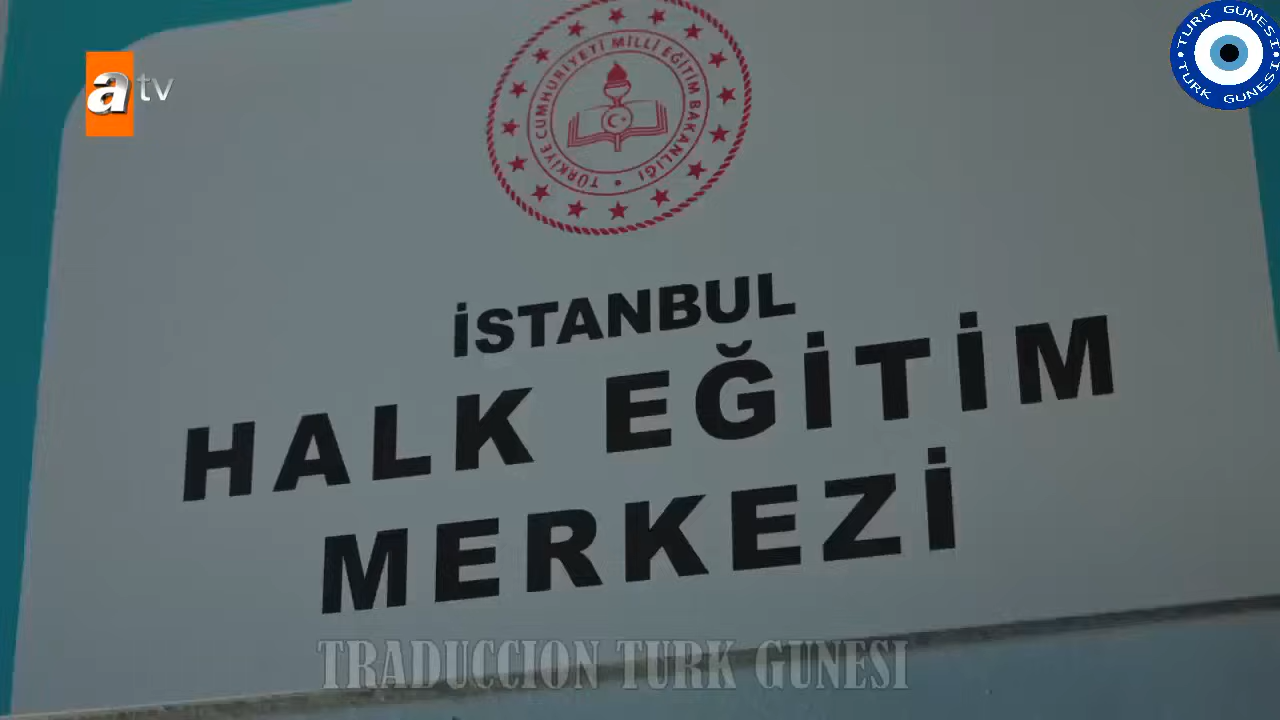 TURK GUNESI
TURK GUNESI
atv
TÜRKİYE CUMHURİYETİ MİLLİ EĞİTİM BAKANLIĞI
İSTANBUL
HALK EĞİTİM
MERKEZİ
TRADUCCION TURK GUNESI